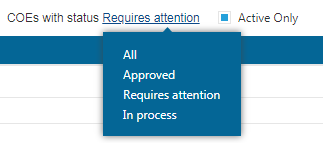 COEs with status Requires attention Active Only
All
Approved
Requires attention
In process